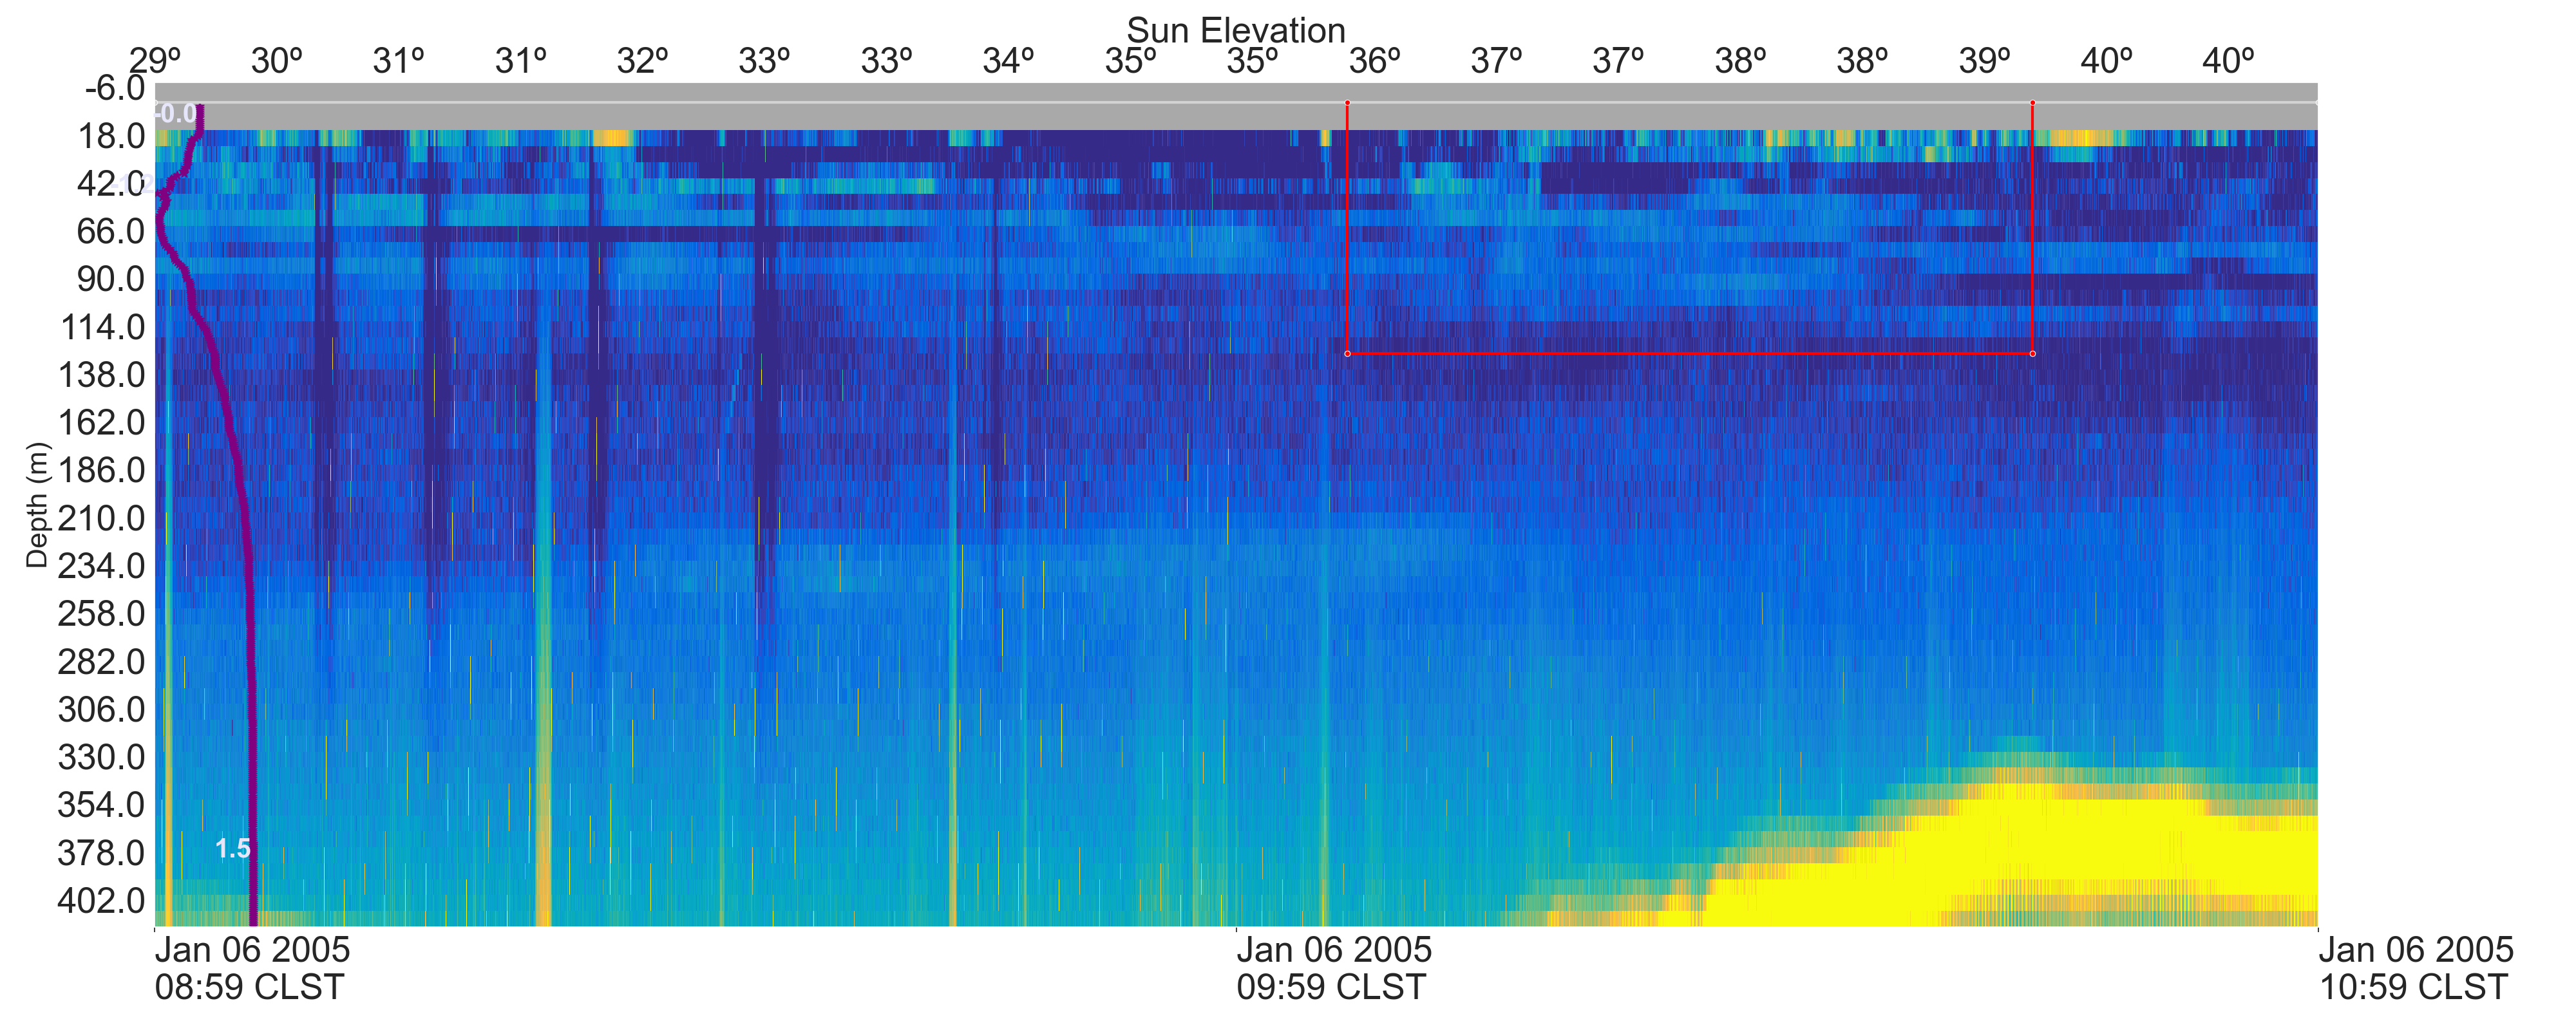 Sun Elevation
29º 30º 31º 31º 32º 33º 33º 34º 35º 35º 36º 37º 37º 38º 38º 39º 40º 40º
-6.0
-0.0
18.0
42.0
66.0
90.0
114.0
138.0
162.0
186.0
210.0
234.0
258.0
282.0
306.0
330.0
354.0
378.0
402.0
Depth (m)
1.5
Jan 06 2005
08:59 CLST
Jan 06 2005
09:59 CLST
Jan 06 2005
10:59 CLST